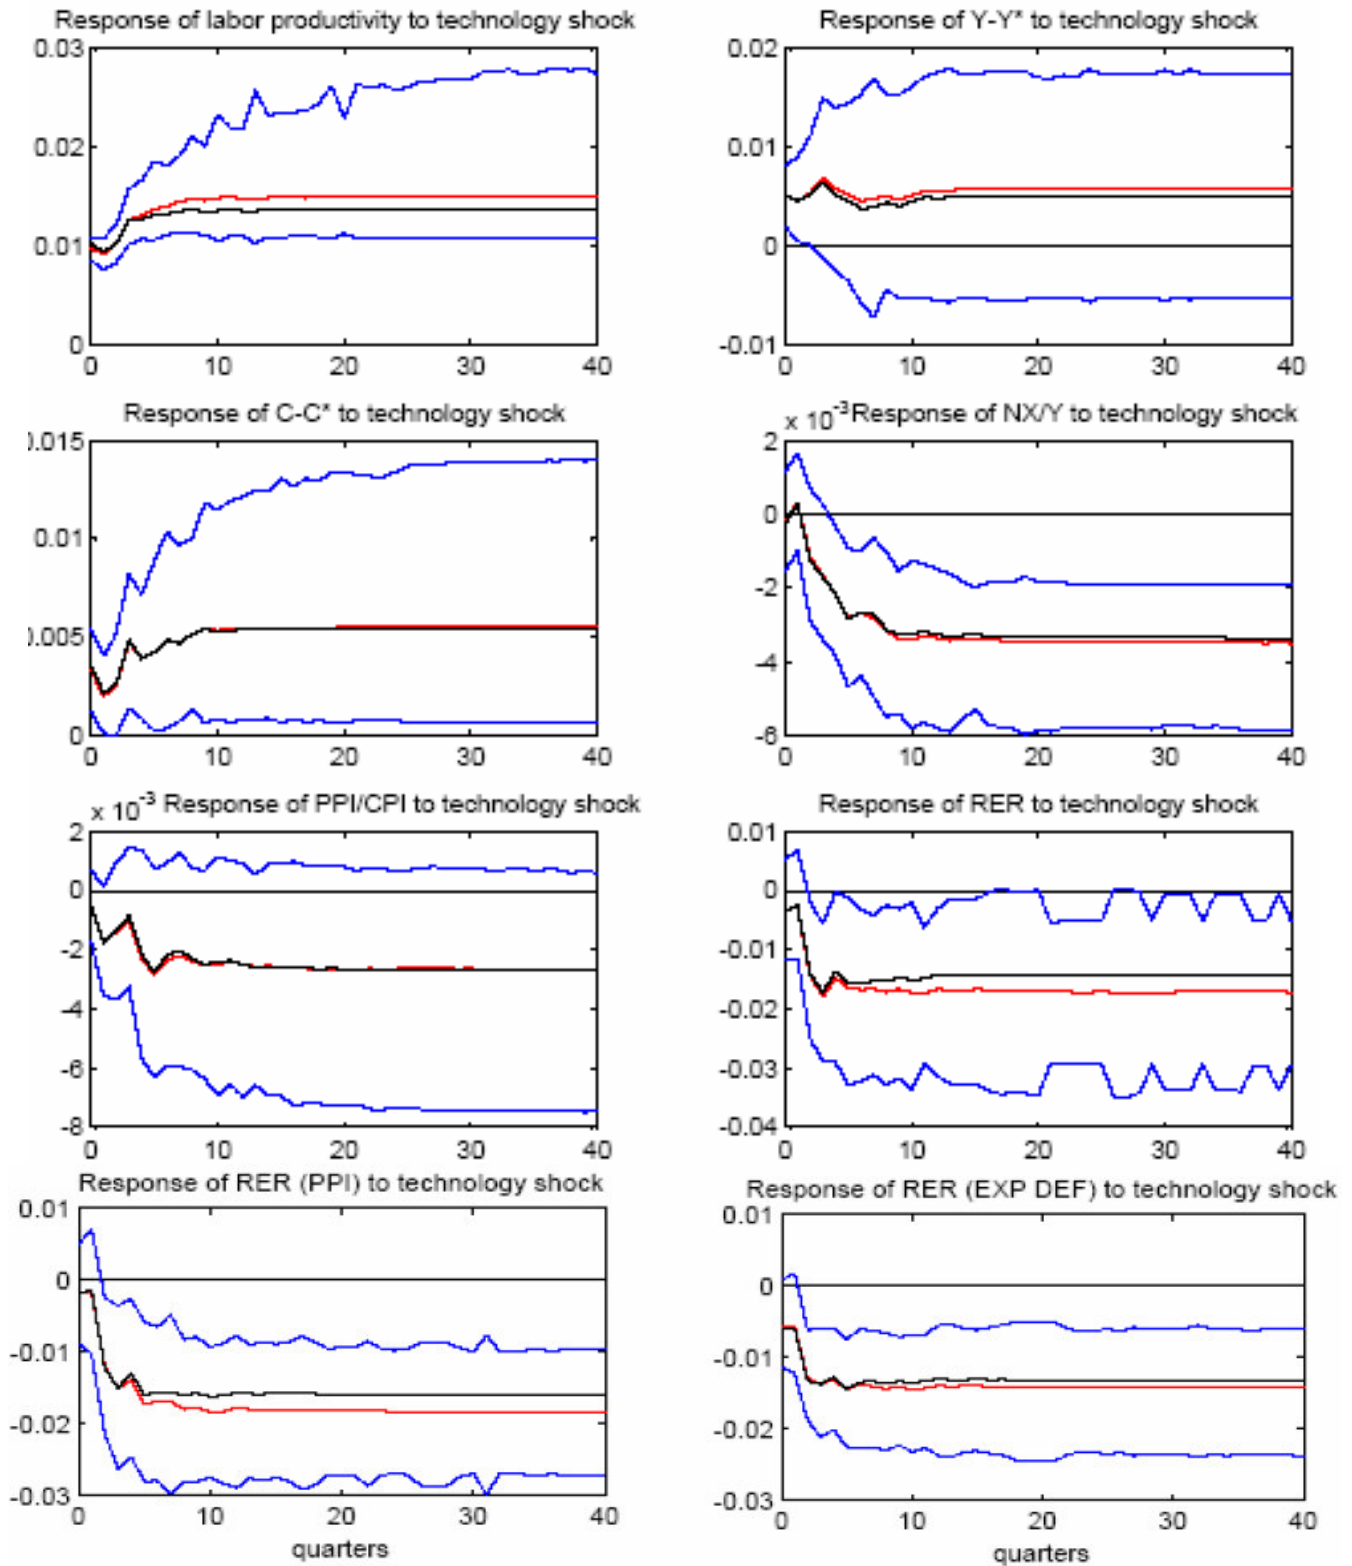 Response of labor productivity to technology shock
0.03
0.02
0.01
0
0 10 20 30 40
Response of Y-Y* to technology shock
0.02
0.01
0
-0.01
0 10 20 30 40
Response of C-C* to technology shock
0.015
0.01
0.005
0
0 10 20 30 40
x 10-3 Response of NX/Y to technology shock
2
0
-2
-4
-6
0 10 20 30 40
x 10-3 Response of PPI/CPI to technology shock
2
0
-2
-4
-6
-8
0 10 20 30 40
Response of RER to technology shock
0.01
0
-0.01
-0.02
-0.03
-0.04
0 10 20 30 40
Response of RER (PPI) to technology shock
0.01
0
-0.01
-0.02
-0.03
0 10 20 30 40
quarters
Response of RER (EXP DEF) to technology shock
0.01
0
-0.01
-0.02
-0.03
0 10 20 30 40
quarters